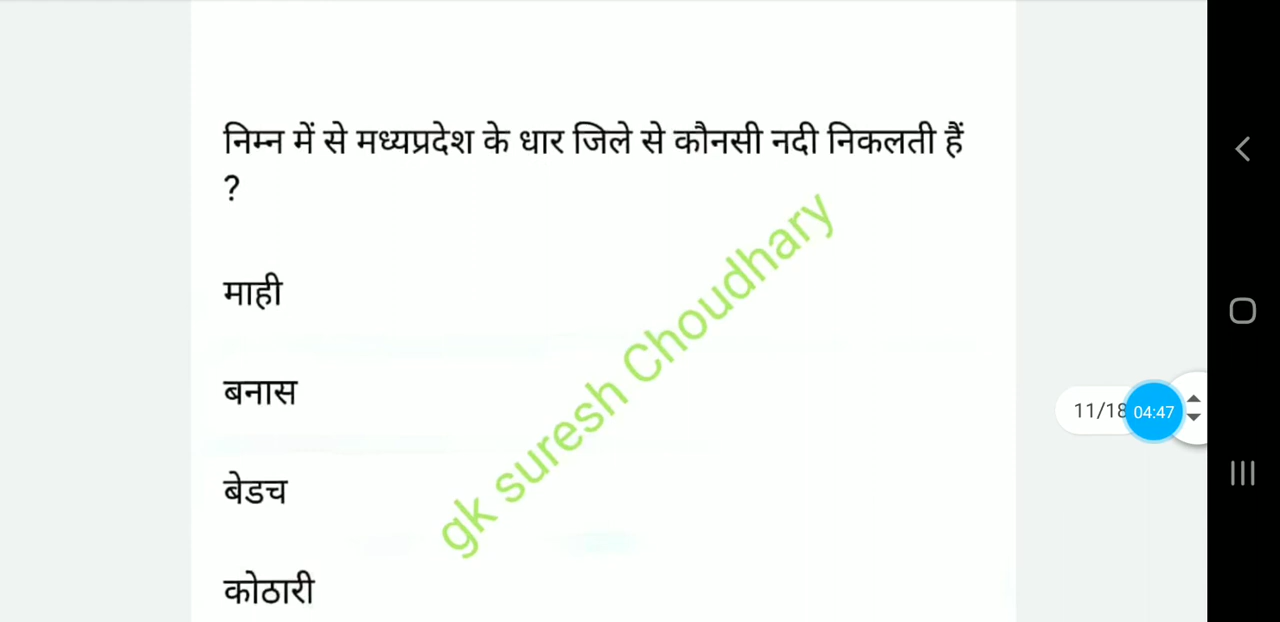 निम्न में से मध्यप्रदेश के धार जिले से कौनसी नदी निकलती हैं
?
माही
बनास
बेडच
कोठारी
gk suresh Choudhary
11/18
04:47